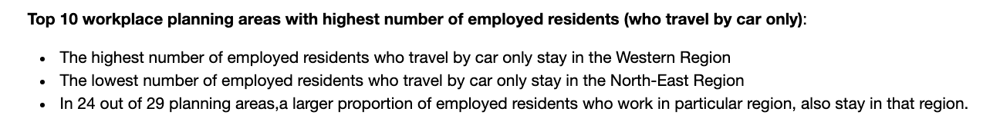 Top 10 workplace planning areas with highest number of employed residents (who travel by car only):
• The highest number of employed residents who travel by car only stay in the Western Region
• The lowest number of employed residents who travel by car only stay in the North-East Region
• In 24 out of 29 planning areas,a larger proportion of employed residents who work in particular region, also stay in that region.